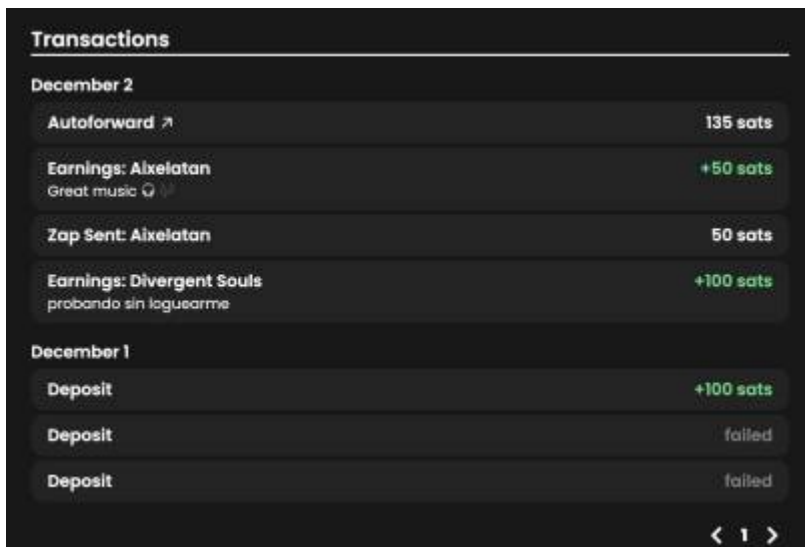 Transactions
December 2
Autoforward ↗
135 sats
Earnings: Aixelatan
+50 sats
Great music 🎧
Zap Sent: Aixelatan
50 sats
Earnings: Divergent Souls
+100 sats
probando sin loguearme
December 1
Deposit
+100 sats
Deposit
failed
Deposit
failed
1